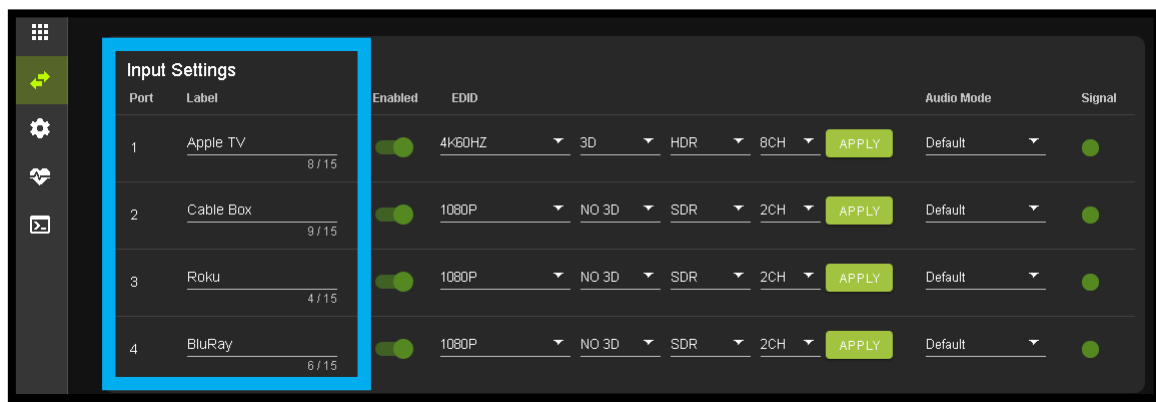 Input Settings
Port Label Enabled EDID Audio Mode Signal
1 Apple TV 4K60HZ 3D HDR 8CH APPLY Default
8 / 15
2 Cable Box 1080P NO 3D SDR 2CH APPLY Default
9 / 15
3 Roku 1080P NO 3D SDR 2CH APPLY Default
4 / 15
4 BluRay 1080P NO 3D SDR 2CH APPLY Default
6 / 15